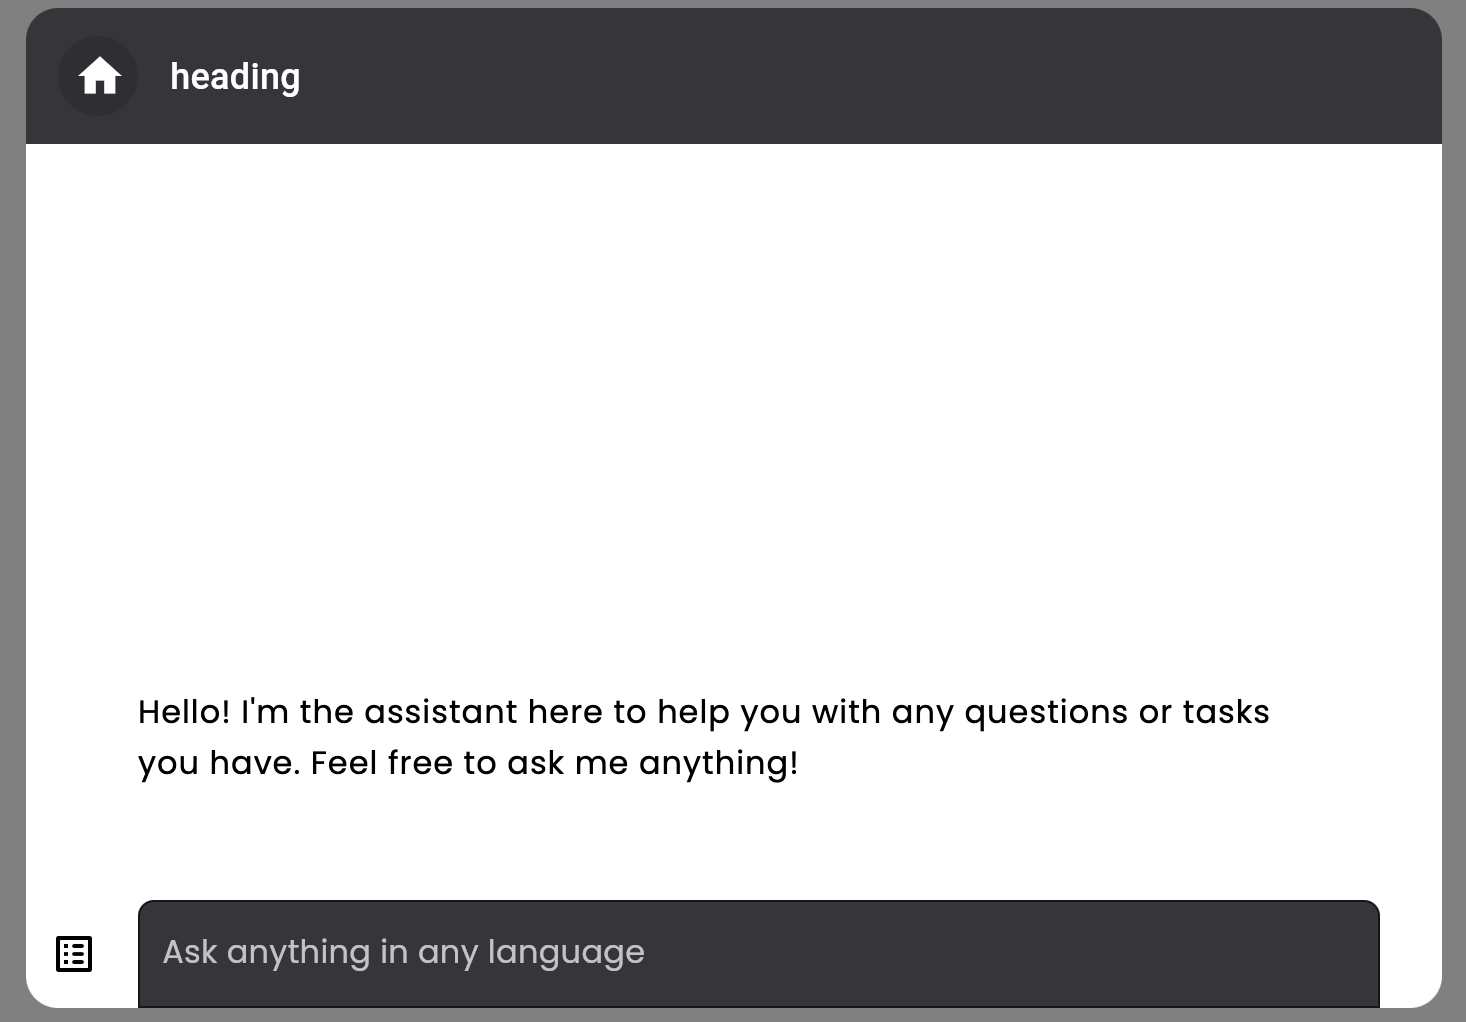 heading
Hello! I'm the assistant here to help you with any questions or tasks
you have. Feel free to ask me anything!
Ask anything in any language